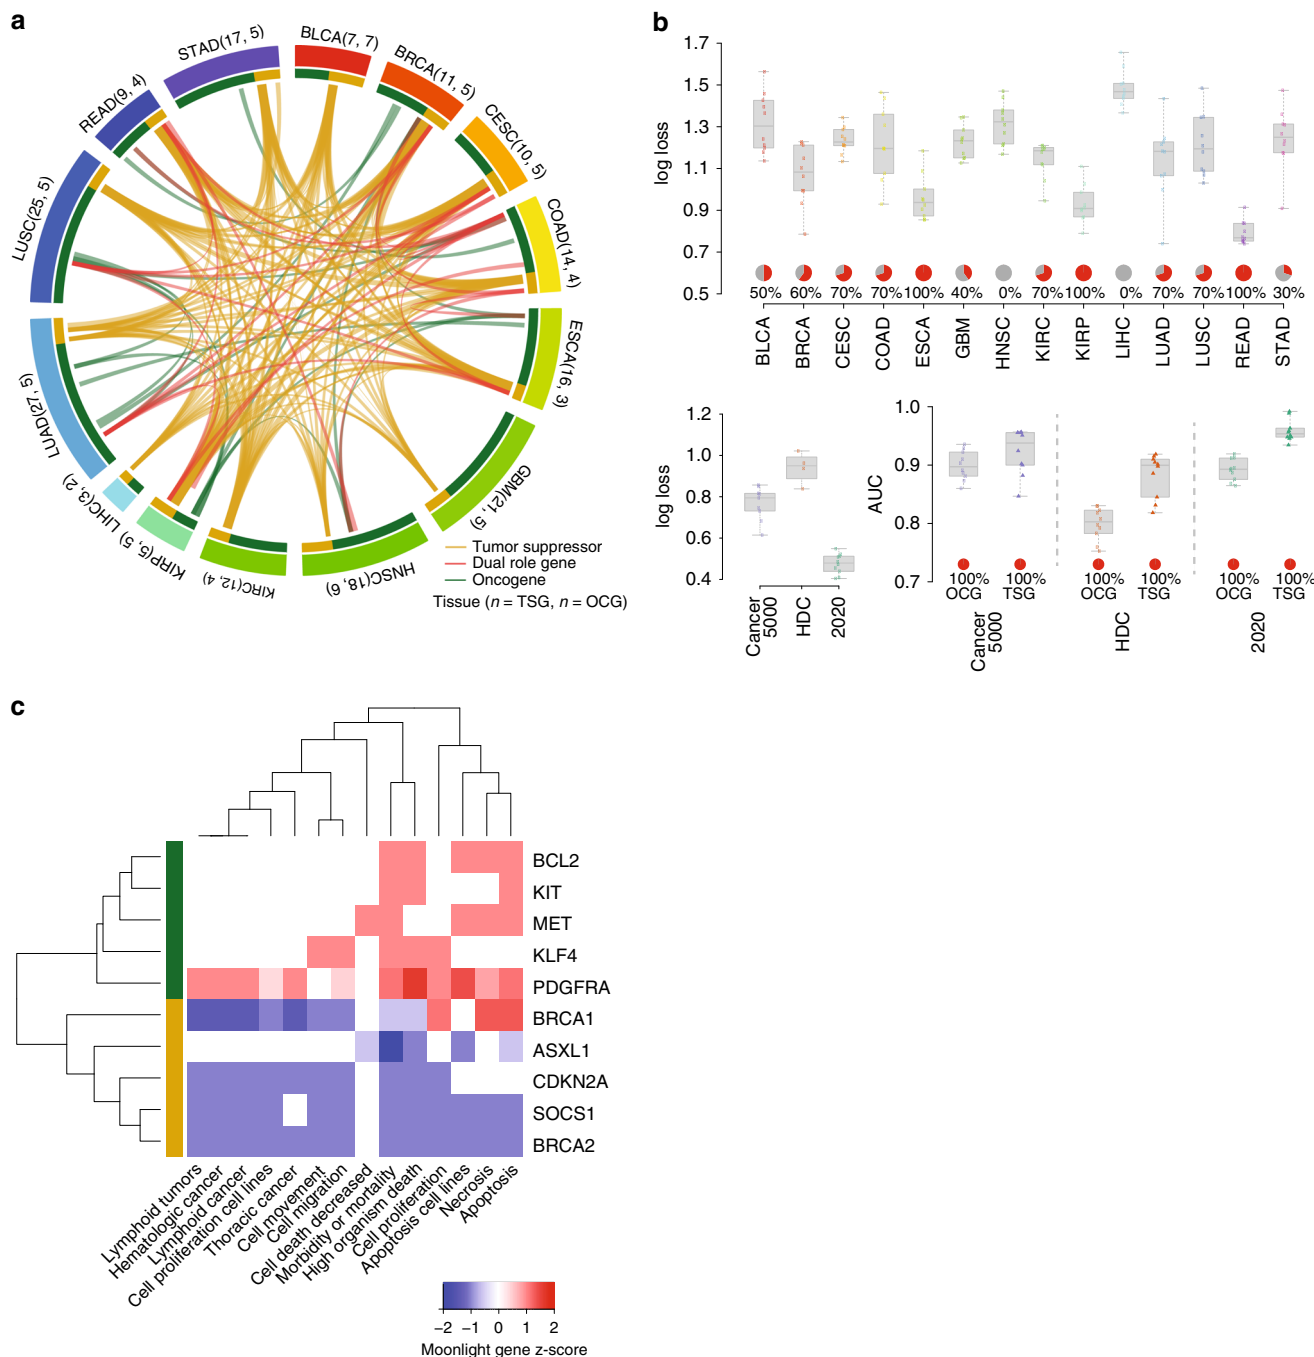 a
STAD(17, 5)
BLCA(7, 7)
BRCA(11, 5)
CESC(10, 5)
COAD(14, 4)
ESCA(16, 3)
GBM(21, 5)
HNSC(18, 6)
KIRC(12, 4)
KIRP(5, 5)
LIHC(3, 2)
LUAD(27, 5)
LUSC(25, 5)
READ(9, 4)
Tumor suppressor
Dual role gene
Oncogene
Tissue (n = TSG, n = OCG)
b
log loss
1.7
1.5
1.3
1.1
0.9
0.7
0.5
50% 60% 70% 70% 100% 40% 0% 70% 100% 0% 70% 70% 100% 30%
BLCA BRCA CESC COAD ESCA GBM HNSC KIRC KIRP LIHC LUAD LUSC READ STAD
log loss
1.2
1.0
0.8
0.6
0.4
Cancer 5000
HDC
2020
AUC
1.0
0.9
0.8
0.7
100% 100% 100% 100% 100% 100%
OCG TSG OCG TSG OCG TSG
Cancer 5000
HDC
2020
c
BCL2
KIT
MET
KLF4
PDGFRA
BRCA1
ASXL1
CDKN2A
SOCS1
BRCA2
Lymphoid tumors
Hematologic cancer
Lymphoid cancer
Cell proliferation cell lines
Thoracic cancer
Cell movement
Cell migration
Cell death decreased
Morbidity or mortality
High organism death
Cell proliferation
Apoptosis cell lines
Necrosis
Apoptosis
−2 −1 0 1 2
Moonlight gene z-score